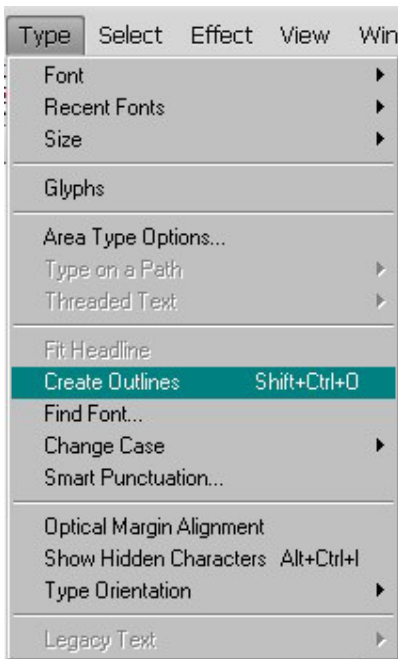 Type Select Effect View Win
Font
Recent Fonts
Size
Glyphs
Area Type Options...
Type on a Path
Threaded Text
Fit Headline
Create Outlines Shift+Ctrl+O
Find Font...
Change Case
Smart Punctuation...
Optical Margin Alignment
Show Hidden Characters Alt+Ctrl+I
Type Orientation
Legacy Text